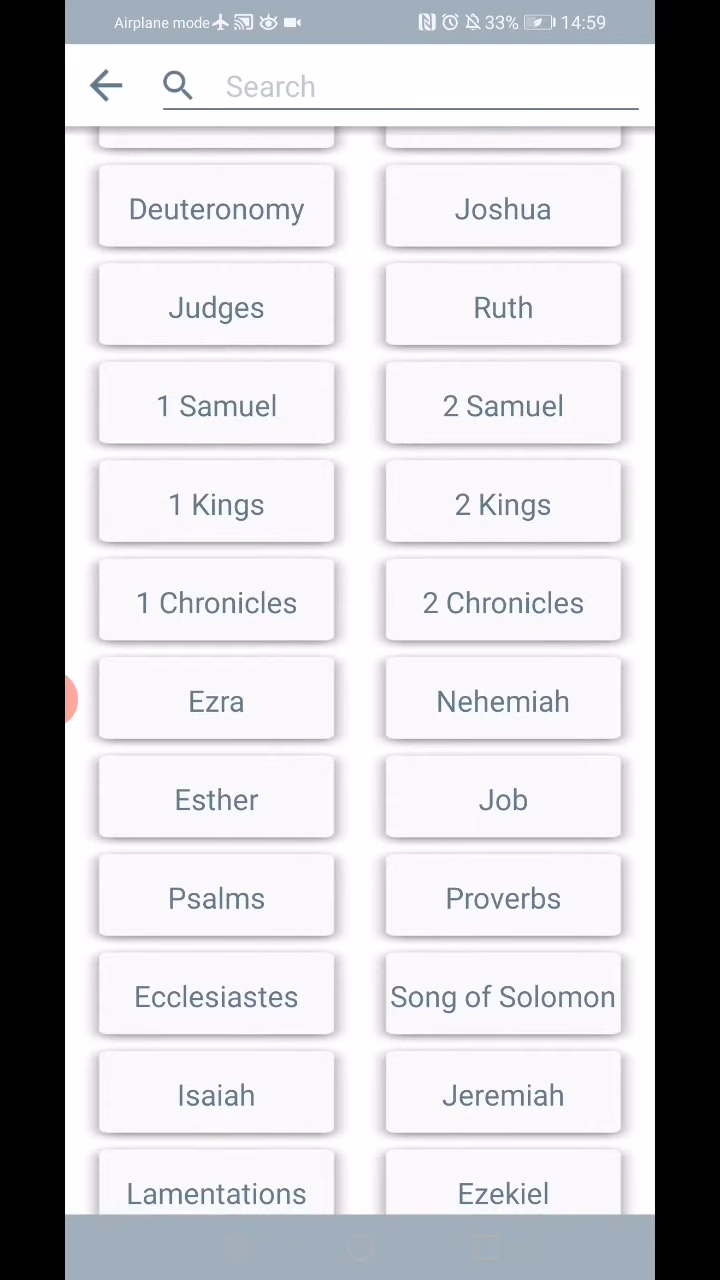 Airplane mode 33% 14:59
Search
Deuteronomy Joshua
Judges Ruth
1 Samuel 2 Samuel
1 Kings 2 Kings
1 Chronicles 2 Chronicles
Ezra Nehemiah
Esther Job
Psalms Proverbs
Ecclesiastes Song of Solomon
Isaiah Jeremiah
Lamentations Ezekiel